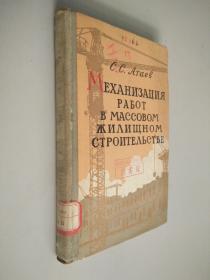 С.С. Атаев
МЕХАНИЗАЦИЯ
РАБОТ
В МАССОВОМ
ЖИЛИЩНОМ
СТРОИТЕЛЬСТВЕ